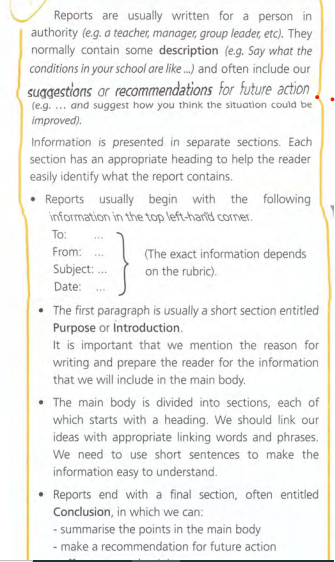 Reports are usually written for a person in
authority (e.g. a teacher, manager, group leader, etc). They
normally contain some description (e.g. Say what the
conditions in your school are like ...) and often include our
suggestions or recommendations for future action
(e.g. ... and suggest how you think the situation could be
improved).
Information is presented in separate sections. Each
section has an appropriate heading to help the reader
easily identify what the report contains.
• Reports usually begin with the following
information in the top left-hand corner.
To: ...
From: ... (The exact information depends
Subject: ... on the rubric).
Date: ...
• The first paragraph is usually a short section entitled
Purpose or Introduction.
It is important that we mention the reason for
writing and prepare the reader for the information
that we will include in the main body.
• The main body is divided into sections, each of
which starts with a heading. We should link our
ideas with appropriate linking words and phrases.
We need to use short sentences to make the
information easy to understand.
• Reports end with a final section, often entitled
Conclusion, in which we can:
- summarise the points in the main body
- make a recommendation for future action